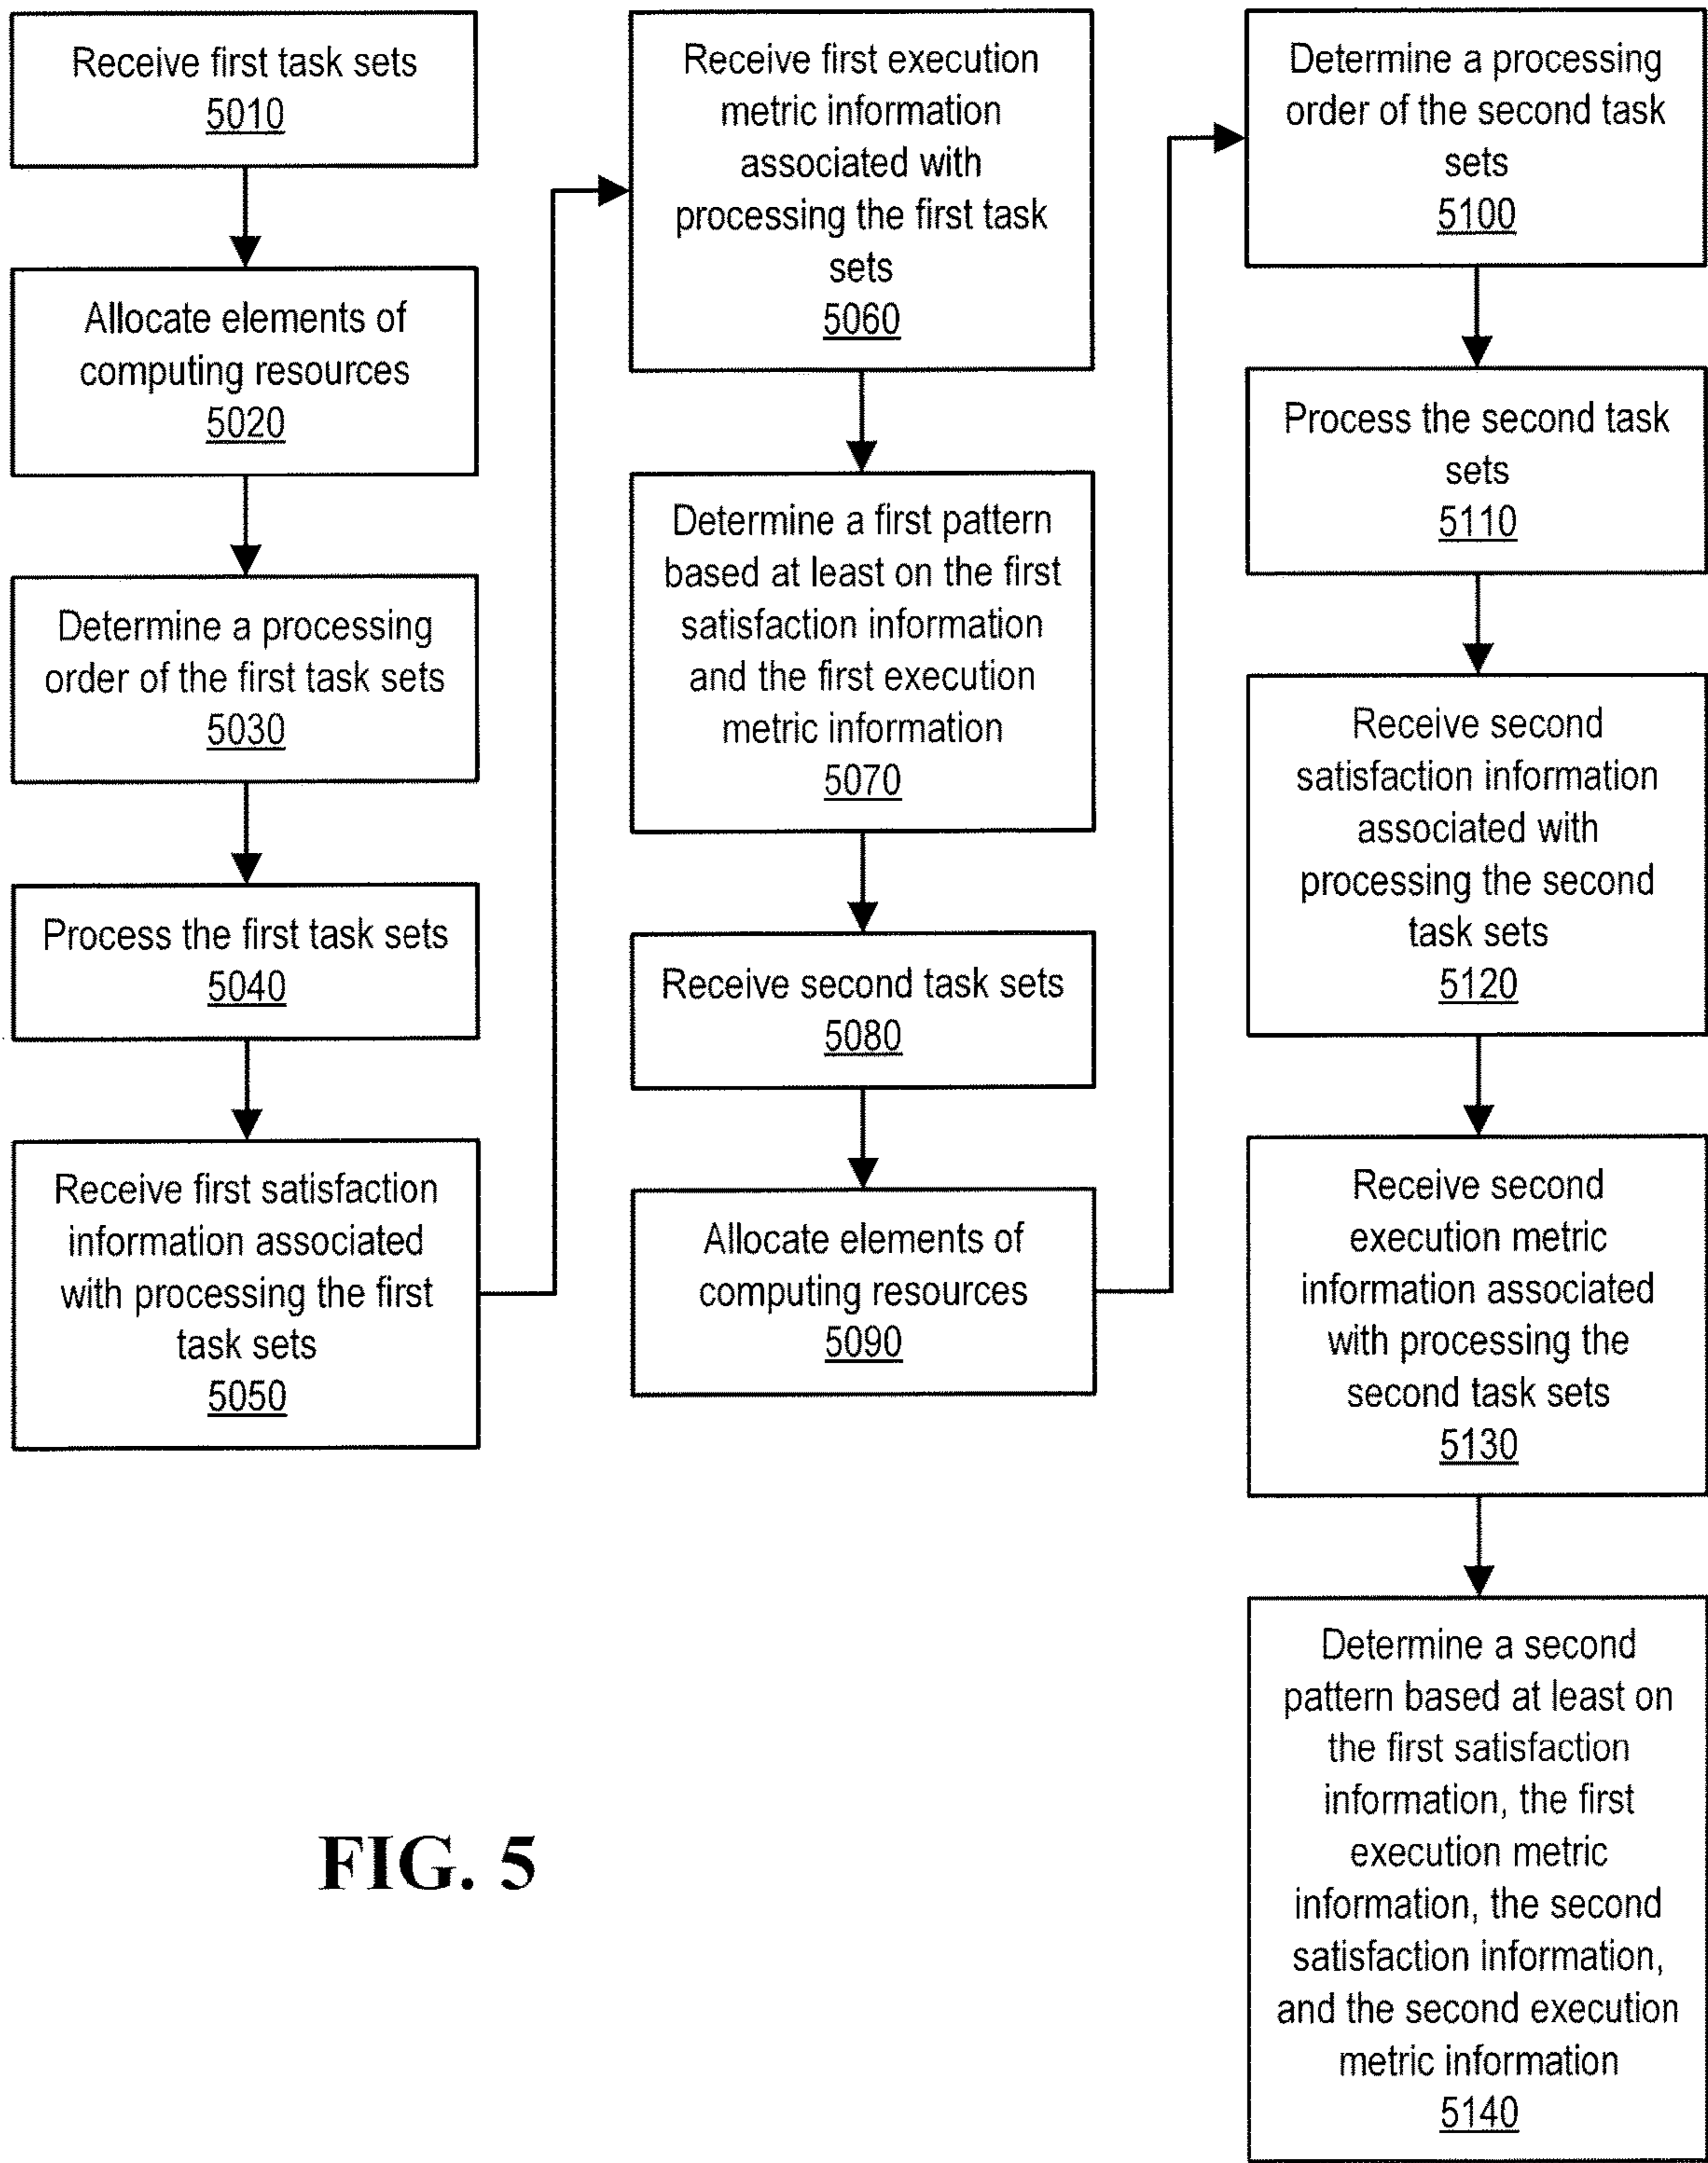 Receive first task sets
5010
Allocate elements of
computing resources
5020
Determine a processing
order of the first task sets
5030
Process the first task sets
5040
Receive first satisfaction
information associated
with processing the first
task sets
5050
Receive first execution
metric information
associated with
processing the first task
sets
5060
Determine a first pattern
based at least on the first
satisfaction information
and the first execution
metric information
5070
Receive second task sets
5080
Allocate elements of
computing resources
5090
Determine a processing
order of the second task
sets
5100
Process the second task
sets
5110
Receive second
satisfaction information
associated with
processing the second
task sets
5120
Receive second
execution metric
information associated
with processing the
second task sets
5130
Determine a second
pattern based at least on
the first satisfaction
information, the first
execution metric
information, the second
satisfaction information,
and the second execution
metric information
5140
FIG. 5